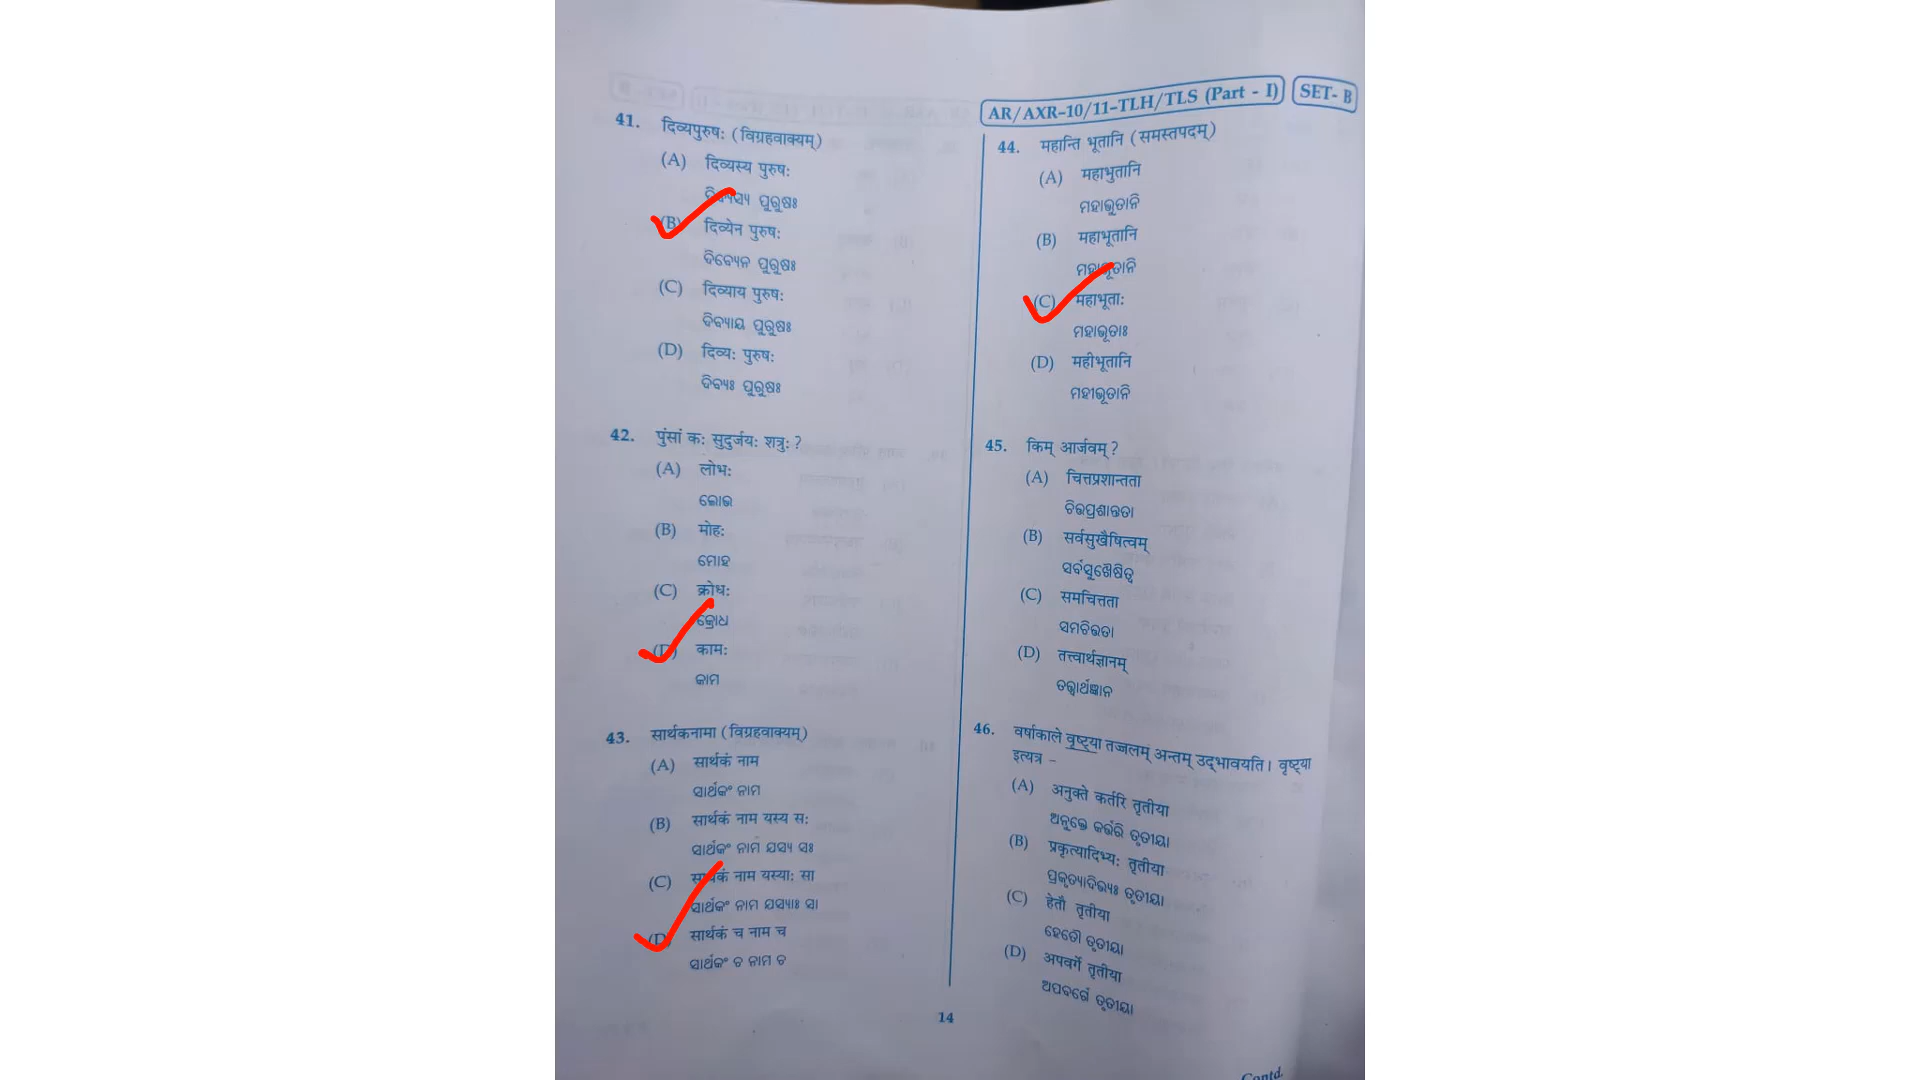 AR/AXR-10/11-TLH/TLS (Part - I) SET- B
41. दिव्यपुरुषः (विग्रहवाक्यम्)
(A) दिव्यस्य पुरुषः
ଦିବ୍ୟସ୍ୟ ପୁରୁଷଃ
(B) दिव्येन पुरुषः
ଦିବ୍ୟେନ ପୁରୁଷଃ
(C) दिव्याय पुरुषः
ଦିବ୍ୟାୟ ପୁରୁଷଃ
(D) दिव्यः पुरुषः
ଦିବ୍ୟଃ ପୁରୁଷଃ
42. पुंसां कः सुदुर्जयः शत्रुः ?
(A) लोभः
ଲୋଭ
(B) मोहः
ମୋହ
(C) क्रोधः
କ୍ରୋଧ
(D) कामः
କାମ
43. सार्थकनामा (विग्रहवाक्यम्)
(A) सार्थकं नाम
ସାର୍ଥକଂ ନାମ
(B) सार्थकं नाम यस्य सः
ସାର୍ଥକଂ ନାମ ଯସ୍ୟ ସଃ
(C) सार्थकं नाम यस्याः सा
ସାର୍ଥକଂ ନାମ ଯସ୍ୟାଃ ସା
(D) सार्थकं च नाम च
ସାର୍ଥକଂ ଚ ନାମ ଚ
44. महान्ति भूतानि (समस्तपदम्)
(A) महाभुतानि
ମହାଭୁତାନି
(B) महाभूतानि
ମହାଭୂତାନି
(C) महाभूताः
ମହାଭୂତାଃ
(D) महीभूतानि
ମହୀଭୂତାନି
45. किम् आर्जवम् ?
(A) चित्तप्रशान्तता
ଚିତ୍ତପ୍ରଶାନ୍ତତା
(B) सर्वसुखैषित्वम्
ସର୍ବସୁଖୈଷିତ୍ୱ
(C) समचित्तता
ସମଚିତ୍ତତା
(D) तत्त्वार्थज्ञानम्
ତତ୍ତ୍ୱାର୍ଥଜ୍ଞାନ
46. वर्षाकाले वृष्ट्या तज्जलम् अन्तम् उद्भावयति। वृष्ट्या
इत्यत्र -
(A) अनुक्ते कर्तरि तृतीया
ଅନୁକ୍ତେ କର୍ତ୍ତରି ତୃତୀୟା
(B) प्रकृत्यादिभ्यः तृतीया
ପ୍ରକୃତ୍ୟାଦିଭ୍ୟଃ ତୃତୀୟା
(C) हेतौ तृतीया
ହେତୌ ତୃତୀୟା
(D) अपवर्गे तृतीया
ଅପବର୍ଗେ ତୃତୀୟା
14
Contd.